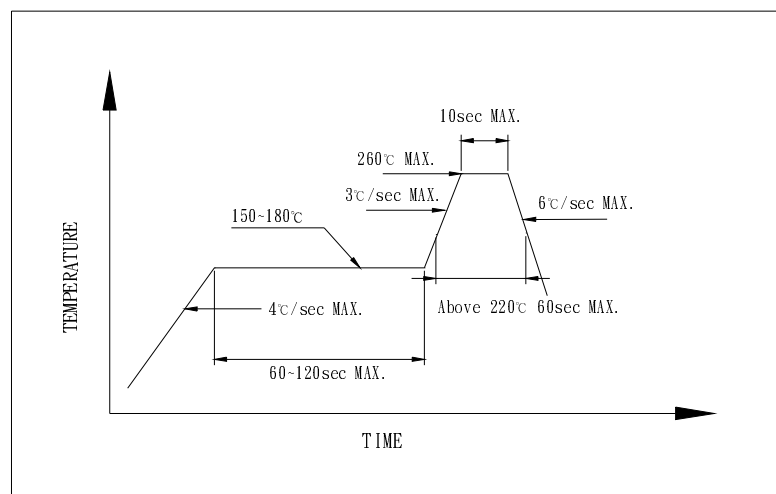 10sec MAX.
260℃ MAX.
3℃/sec MAX.
6℃/sec MAX.
150~180℃
TEMPERATURE
4℃/sec MAX.
Above 220℃ 60sec MAX.
60~120sec MAX.
TIME